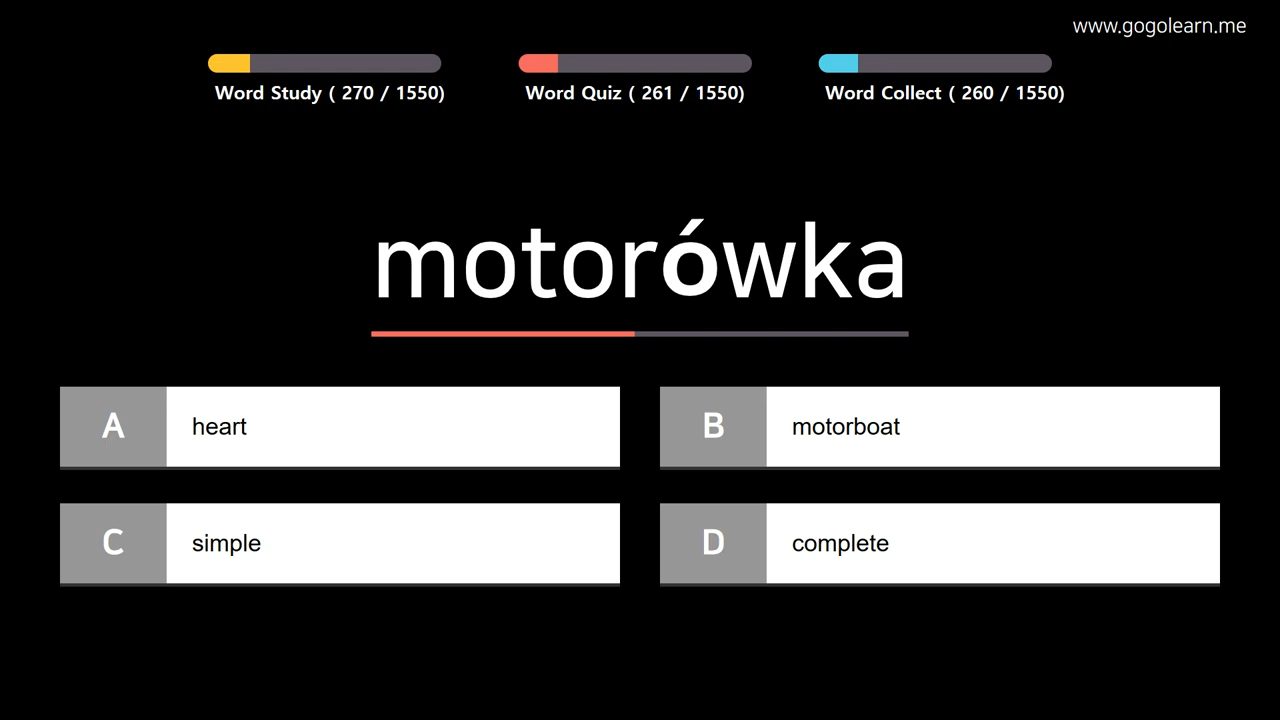 www.gogolearn.me
Word Study ( 270 / 1550)
Word Quiz ( 261 / 1550)
Word Collect ( 260 / 1550)
motorówka
A heart
B motorboat
C simple
D complete